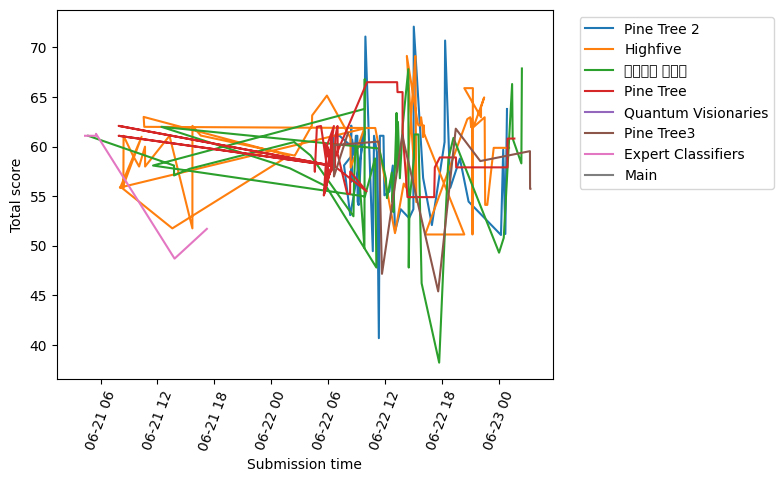 Total score
70
65
60
55
50
45
40
06-21 06
06-21 12
06-21 18
06-22 00
06-22 06
06-22 12
06-22 18
06-23 00
Submission time
Pine Tree 2
Highfive
Pine Tree
Quantum Visionaries
Pine Tree3
Expert Classifiers
Main